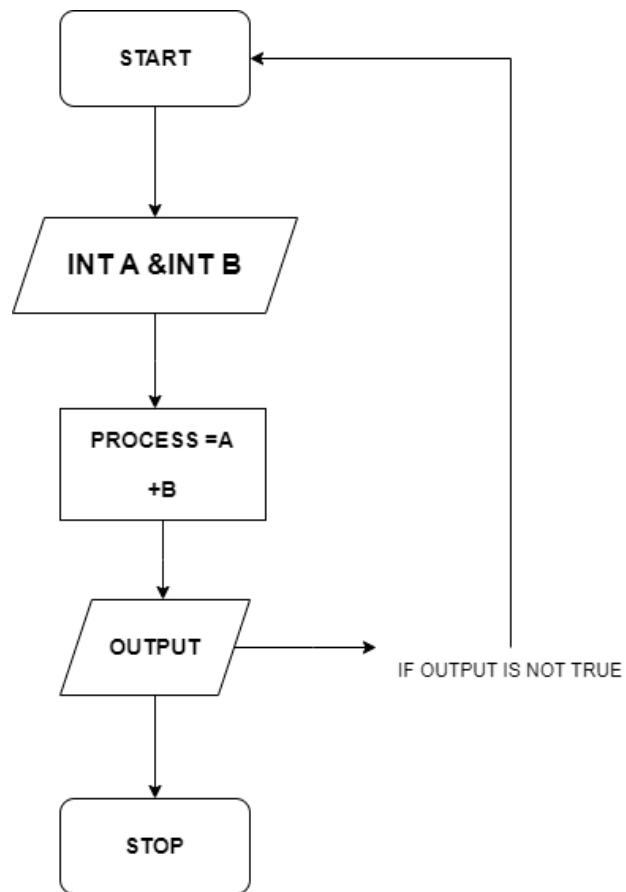 START
INT A &INT B
PROCESS =A
+B
OUTPUT
IF OUTPUT IS NOT TRUE
STOP